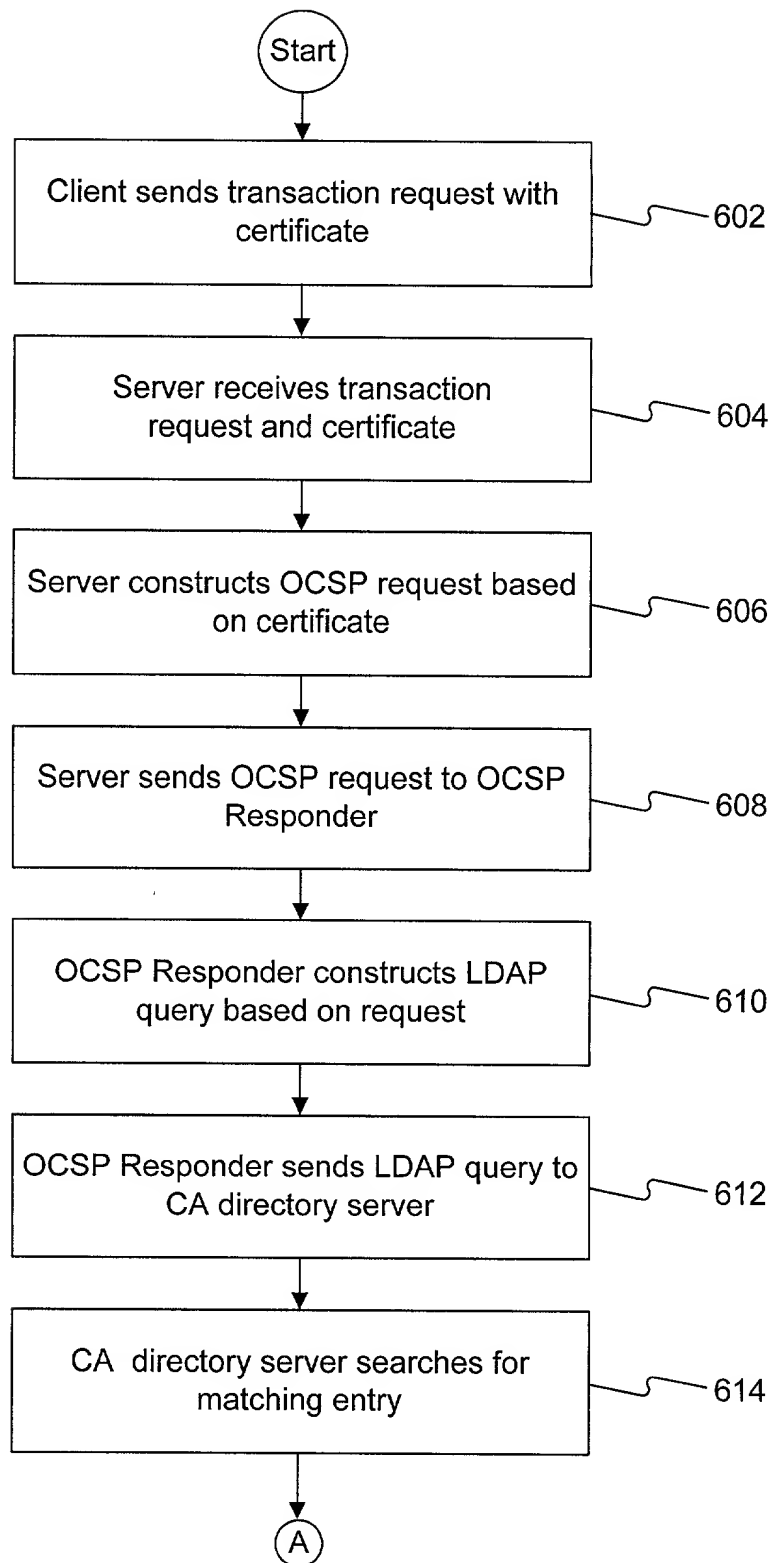 Start
Client sends transaction request with
certificate
602
Server receives transaction
request and certificate
604
Server constructs OCSP request based
on certificate
606
Server sends OCSP request to OCSP
Responder
608
OCSP Responder constructs LDAP
query based on request
610
OCSP Responder sends LDAP query to
CA directory server
612
CA directory server searches for
matching entry
614
A